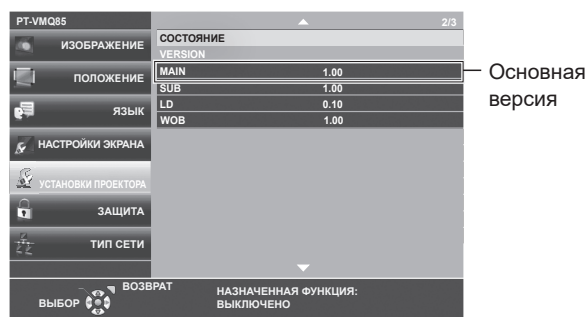 PT-VMQ85 2/3
ИЗОБРАЖЕНИЕ
ПОЛОЖЕНИЕ
ЯЗЫК
НАСТРОЙКИ ЭКРАНА
УСТАНОВКИ ПРОЕКТОРА
ЗАЩИТА
ТИП СЕТИ
СОСТОЯНИЕ
VERSION
MAIN 1.00
SUB 1.00
LD 0.10
WOB 1.00
Основная
версия
ВОЗВРАТ
ВЫБОР
НАЗНАЧЕННАЯ ФУНКЦИЯ:
ВЫКЛЮЧЕНО